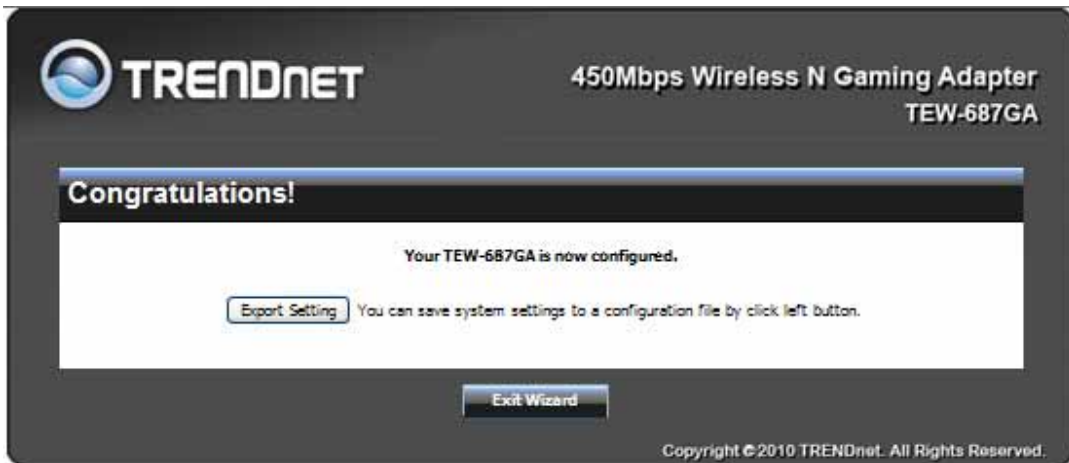 TRENDNET
450Mbps Wireless N Gaming Adapter
TEW-687GA
Congratulations!
Your TEW-687GA is now configured.
Export Setting You can save system settings to a configuration file by click left button.
Exit Wizard
Copyright © 2010 TRENDnet. All Rights Reserved.